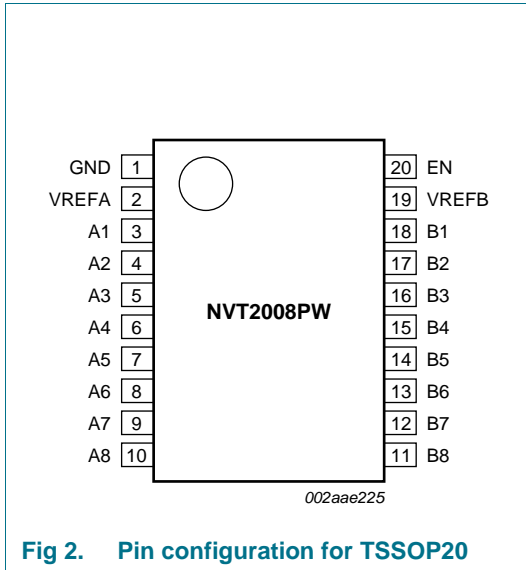 GND 1 20 EN
VREFA 2 19 VREFB
A1 3 18 B1
A2 4 17 B2
A3 5 16 B3
NVT2008PW
A4 6 15 B4
A5 7 14 B5
A6 8 13 B6
A7 9 12 B7
A8 10 11 B8
002aae225
Fig 2. Pin configuration for TSSOP20